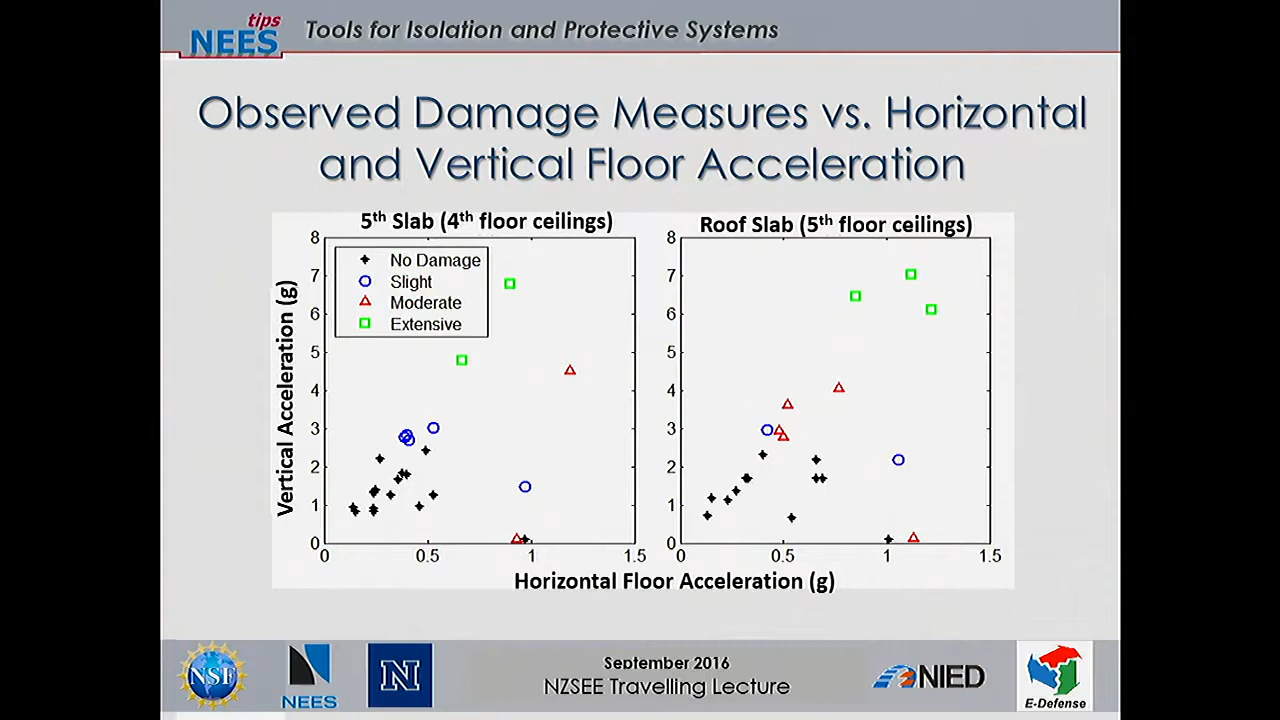 tips
NEES
Tools for Isolation and Protective Systems
Observed Damage Measures vs. Horizontal
and Vertical Floor Acceleration
5th Slab (4th floor ceilings)
8
7
6
5
4
3
2
1
0
0
0.5
1
1.5
No Damage
Slight
Moderate
Extensive
Vertical Acceleration (g)
Roof Slab (5th floor ceilings)
8
7
6
5
4
3
2
1
0
0
0.5
1
1.5
Horizontal Floor Acceleration (g)
NSF
NEES
N
September 2016
NZSEE Travelling Lecture
NIED
E-Defense